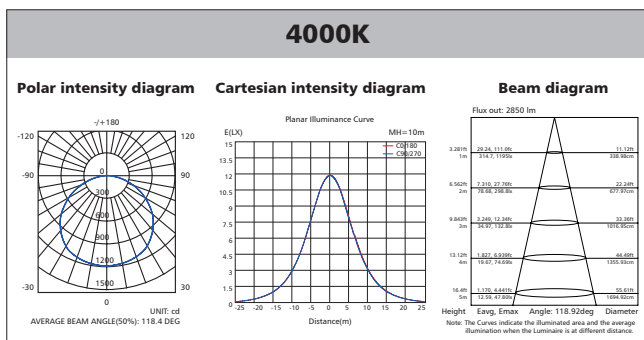 4000K
Polar intensity diagram
-/+180
-120
120
-90
90
0
300
600
900
1200
1500
-30
30
0
UNIT: cd
AVERAGE BEAM ANGLE(50%): 118.4 DEG
Cartesian intensity diagram
Planar Illuminance Curve
E(LX)
MH=10m
C0/180
C90/270
15
13.5
12
10.5
9
7.5
6
4.5
3
1.5
0
-25 -20 -15 -10 -5 0 5 10 15 20 25
Distance(m)
Beam diagram
Flux out: 2850 lm
3.281ft 29.24, 111.0fc 11.12ft
1m 314.7, 1195lx 338.98cm
6.562ft 7.310, 27.76fc 22.24ft
2m 78.68, 298.8lx 677.97cm
9.843ft 3.249, 12.34fc 33.36ft
3m 34.97, 132.8lx 1016.95cm
13.12ft 1.827, 6.939fc 44.49ft
4m 19.67, 74.69lx 1355.93cm
16.4ft 1.170, 4.441fc 55.61ft
5m 12.59, 47.80lx 1694.92cm
Height Eavg, Emax Angle: 118.92deg Diameter
Note: The Curves indicate the illuminated area and the average
illumination when the Luminaire is at different distance.